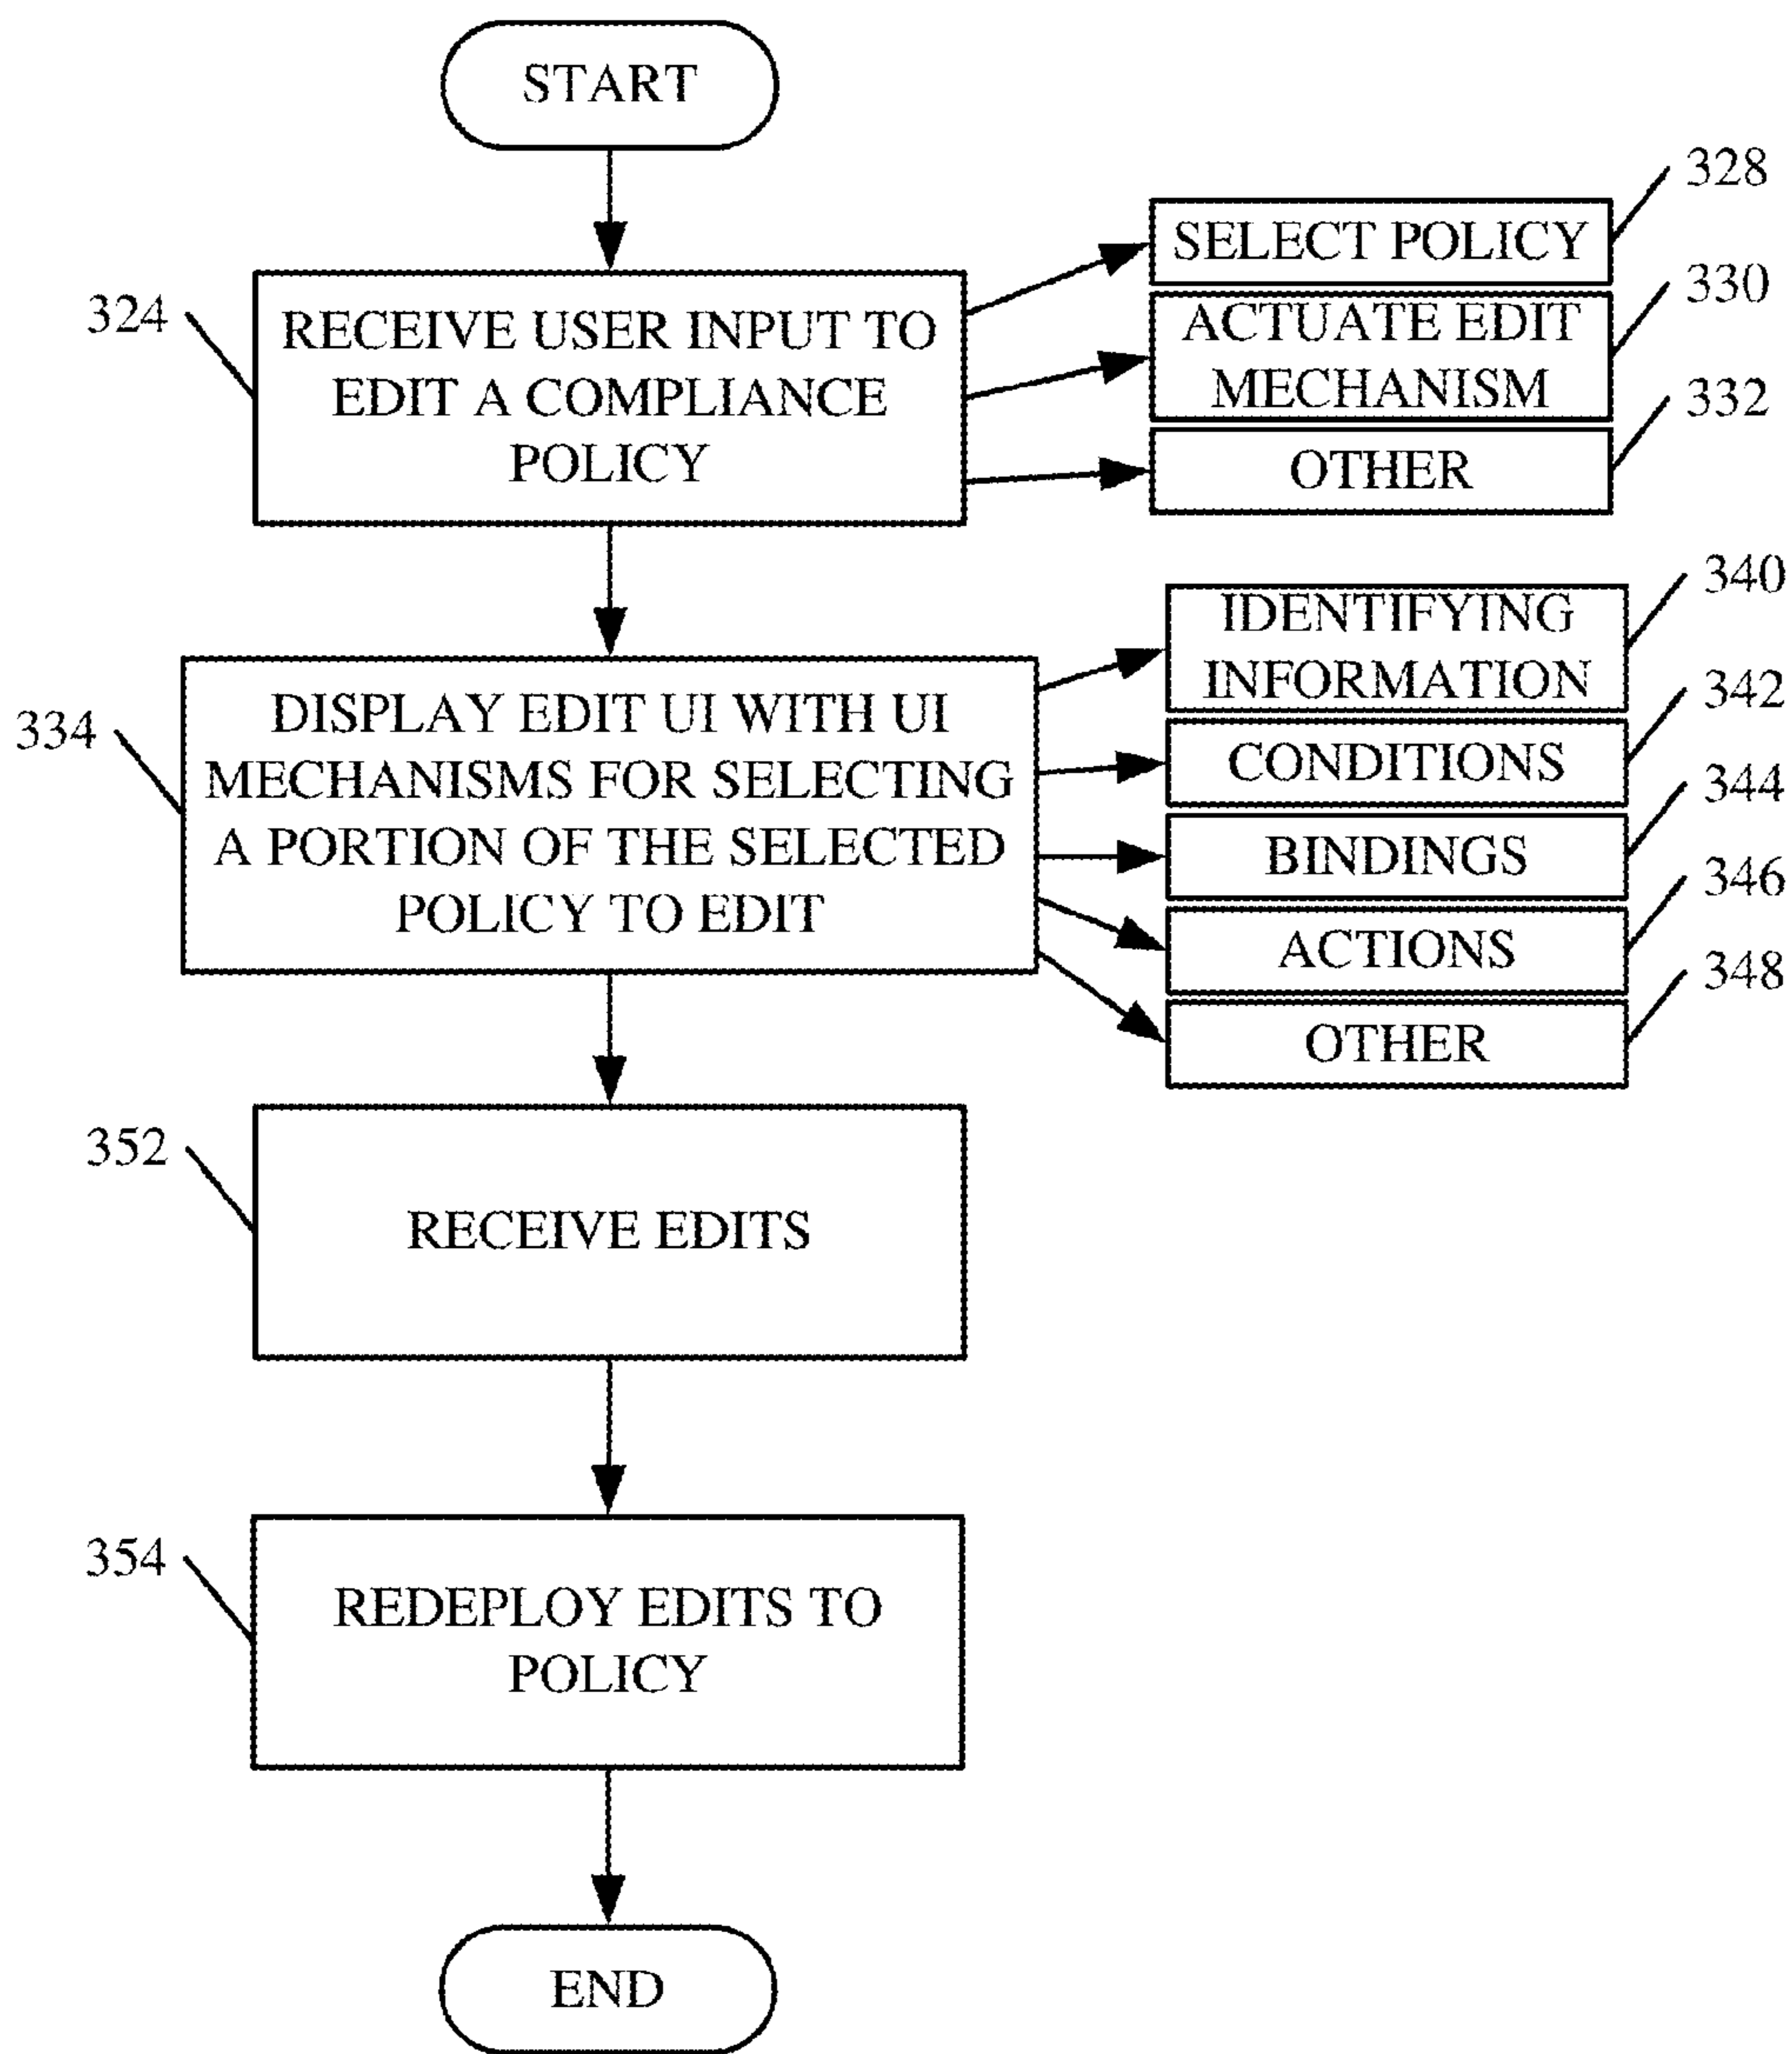 START
328
SELECT POLICY
330
324
RECEIVE USER INPUT TO
EDIT A COMPLIANCE
POLICY
ACTUATE EDIT
MECHANISM
332
OTHER
340
IDENTIFYING
INFORMATION
342
334
DISPLAY EDIT UI WITH UI
MECHANISMS FOR SELECTING
A PORTION OF THE SELECTED
POLICY TO EDIT
CONDITIONS
344
BINDINGS
346
ACTIONS
348
OTHER
352
RECEIVE EDITS
354
REDEPLOY EDITS TO
POLICY
END